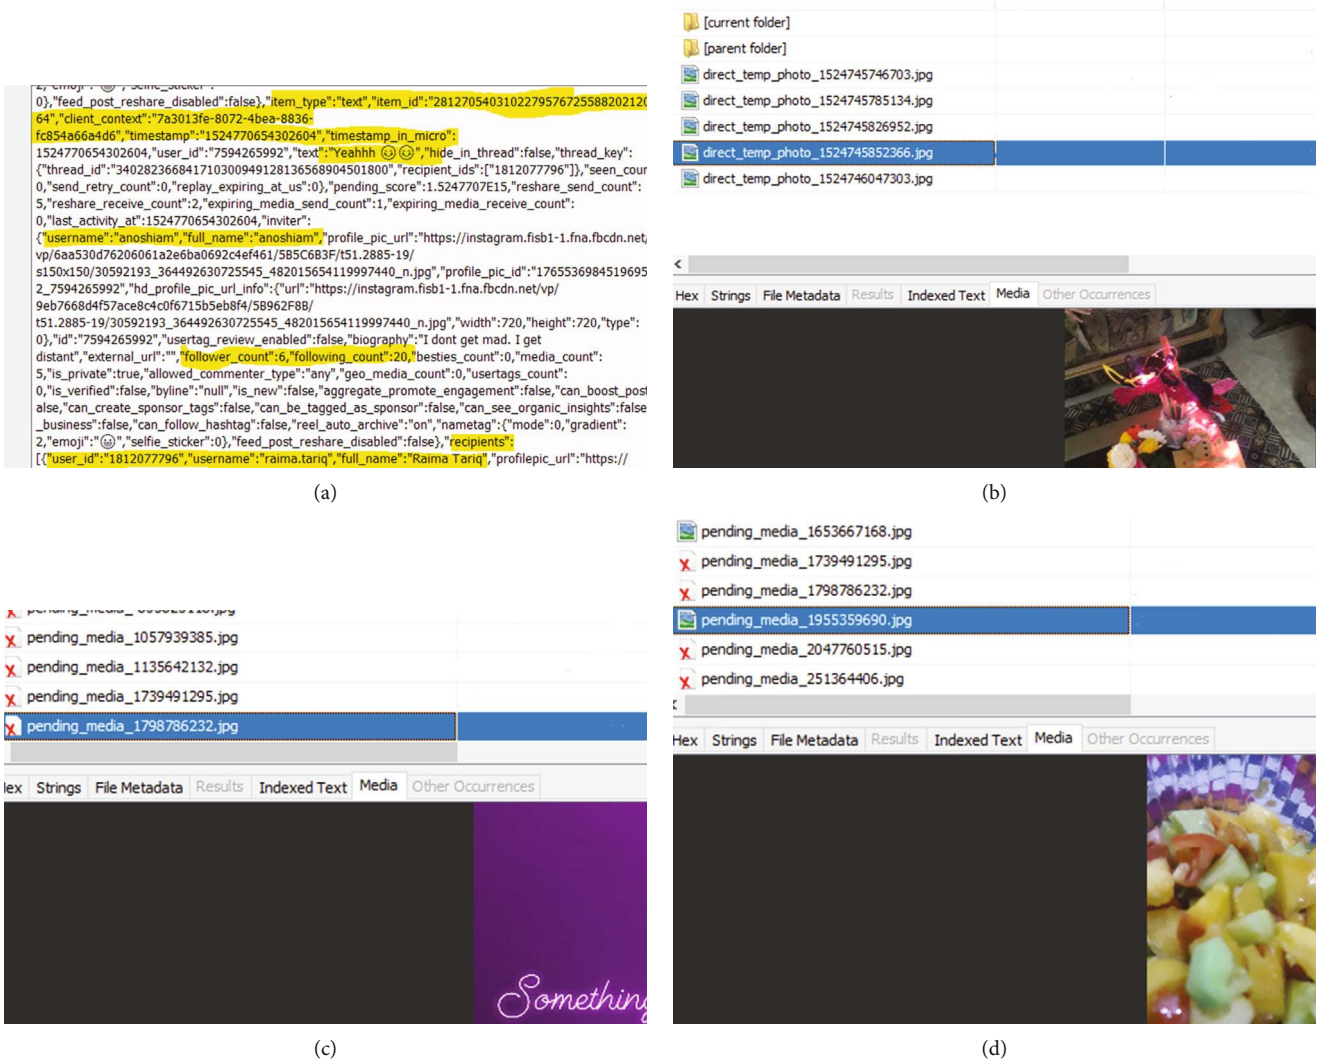 0},"feed_post_reshare_disabled":false},"item_type":"text","item_id":"2812705403102279576725588202120
64","client_context":"7a3013fe-8072-4bea-8836-
fc854a66a4d6","timestamp":"1524770654302604","timestamp_in_micro":
1524770654302604,"user_id":"7594265992","text":"Yeahhh 😊😊","hide_in_thread":false,"thread_key":
{"thread_id":"340282366841710300949128136568904501800","recipient_ids":["1812077796"]},"seen_cour
0,"send_retry_count":0,"replay_expiring_at_us":0},"pending_score":1.5247707E15,"reshare_send_count":
5,"reshare_receive_count":2,"expiring_media_send_count":1,"expiring_media_receive_count":
0,"last_activity_at":1524770654302604,"inviter":
{"username":"anoshiam","full_name":"anoshiam","profile_pic_url":"https://instagram.fisb1-1.fna.fbcdn.net/
vp/6aa530d76206061a2e6ba0692c4ef461/5B5C6B3F/t51.2885-19/
s150x150/30592193_364492630725545_482015654119997440_n.jpg","profile_pic_id":"1765536984519695
2_7594265992","hd_profile_pic_url_info":{"url":"https://instagram.fisb1-1.fna.fbcdn.net/vp/
9eb7668d4f57ace8c4c0f6715b5eb8f4/5B962F8B/
t51.2885-19/30592193_364492630725545_482015654119997440_n.jpg","width":720,"height":720,"type":
0},"id":"7594265992","usertag_review_enabled":false,"biography":"I dont get mad. I get
distant","external_url":"","follower_count":6,"following_count":20,"besties_count":0,"media_count":
5,"is_private":true,"allowed_commenter_type":"any","geo_media_count":0,"usertags_count":
0,"is_verified":false,"byline":"null","is_new":false,"aggregate_promote_engagement":false,"can_boost_post
alse,"can_create_sponsor_tags":false,"can_be_tagged_as_sponsor":false,"can_see_organic_insights":false
_business":false,"can_follow_hashtag":false,"reel_auto_archive":"on","nametag":{"mode":0,"gradient":
2,"emoji":"😀","selfie_sticker":0},"feed_post_reshare_disabled":false},"recipients":
[{"user_id":"1812077796","username":"raima.tariq","full_name":"Raima Tariq","profilepic_url":"https://
(a)
[current folder]
[parent folder]
direct_temp_photo_1524745746703.jpg
direct_temp_photo_1524745785134.jpg
direct_temp_photo_1524745826952.jpg
direct_temp_photo_1524745852366.jpg
direct_temp_photo_1524746047303.jpg
Hex Strings File Metadata Results Indexed Text Media Other Occurrences
(b)
pending_media_1057939385.jpg
pending_media_1135642132.jpg
pending_media_1739491295.jpg
pending_media_1798786232.jpg
lex Strings File Metadata Results Indexed Text Media Other Occurrences
Something
(c)
pending_media_1653667168.jpg
pending_media_1739491295.jpg
pending_media_1798786232.jpg
pending_media_1955359690.jpg
pending_media_2047760515.jpg
pending_media_251364406.jpg
Hex Strings File Metadata Results Indexed Text Media Other Occurrences
(d)